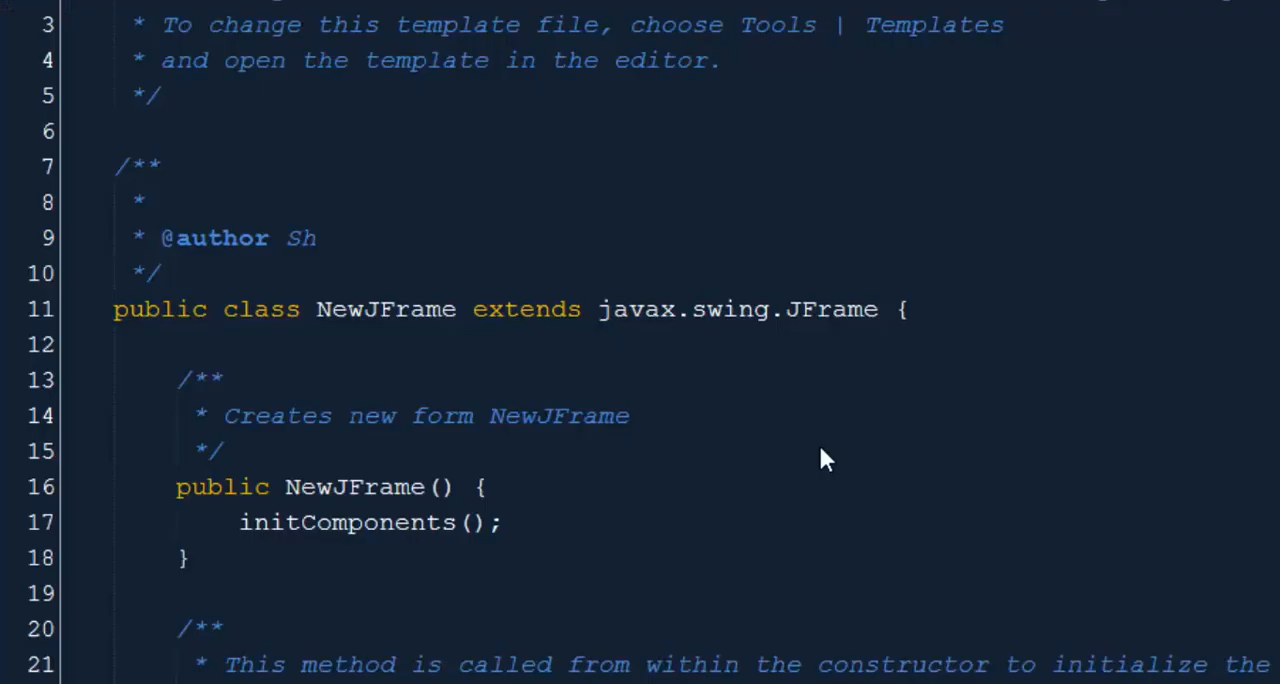 3 * To change this template file, choose Tools | Templates
4 * and open the template in the editor.
5 */
6
7 /**
8 *
9 * @author Sh
10 */
11 public class NewJFrame extends javax.swing.JFrame {
12
13 /**
14 * Creates new form NewJFrame
15 */
16 public NewJFrame() {
17 initComponents();
18 }
19
20 /**
21 * This method is called from within the constructor to initialize the